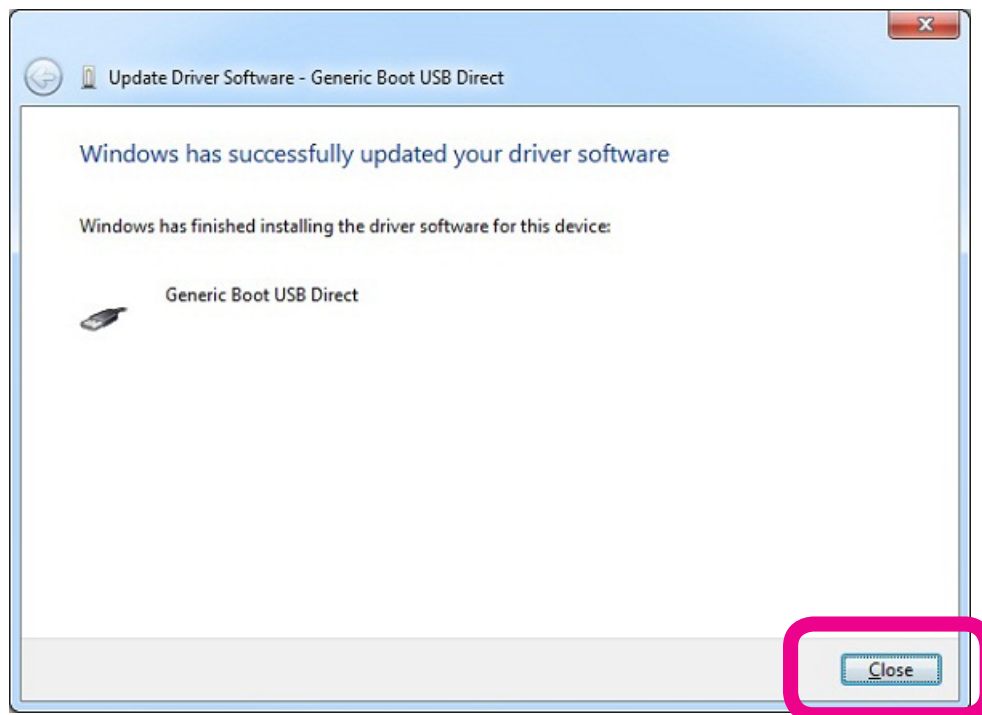 Update Driver Software - Generic Boot USB Direct
Windows has successfully updated your driver software
Windows has finished installing the driver software for this device:
Generic Boot USB Direct
Close